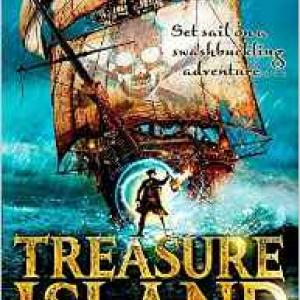 Set sail on a
swashbuckling
adventure...
TREASURE
ISLAND